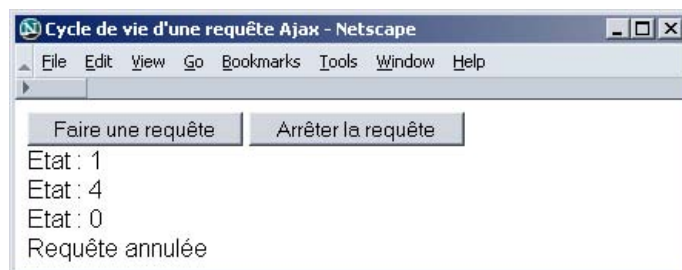 Cycle de vie d'une requête Ajax - Netscape
File Edit View Go Bookmarks Tools Window Help
Faire une requête Arrêter la requête
Etat : 1
Etat : 4
Etat : 0
Requête annulée